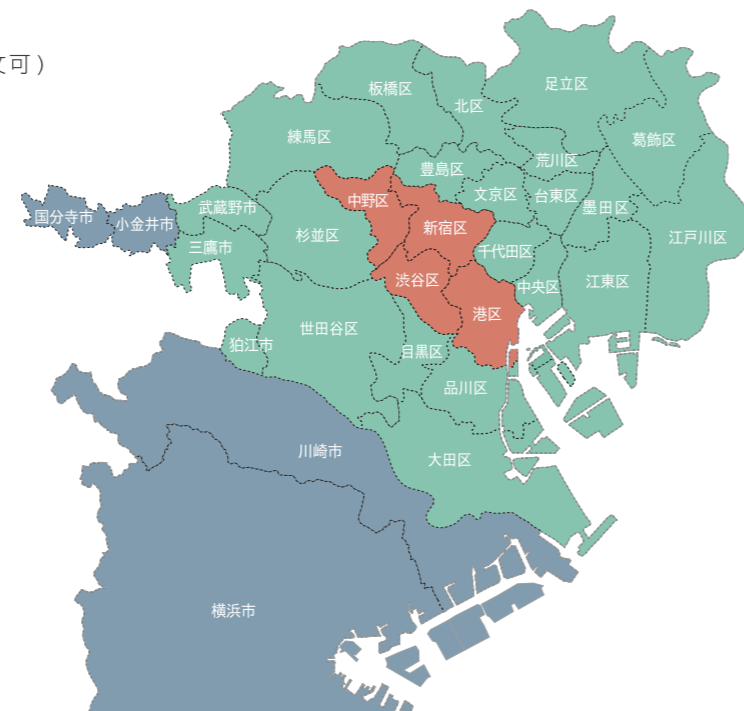 文可)
板橋区
北区
足立区
練馬区
葛飾区
豊島区
荒川区
文京区
台東区
墨田区
中野区
新宿区
国分寺市
小金井市
武蔵野市
三鷹市
杉並区
千代田区
江戸川区
渋谷区
中央区
江東区
港区
世田谷区
狛江市
目黒区
品川区
川崎市
大田区
横浜市